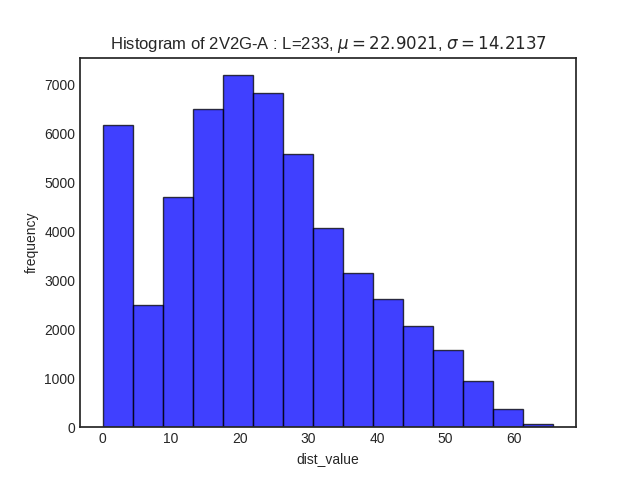 Histogram of 2V2G-A : L=233, μ = 22.9021, σ = 14.2137
7000
6000
5000
4000
3000
2000
1000
0
frequency
0 10 20 30 40 50 60
dist_value